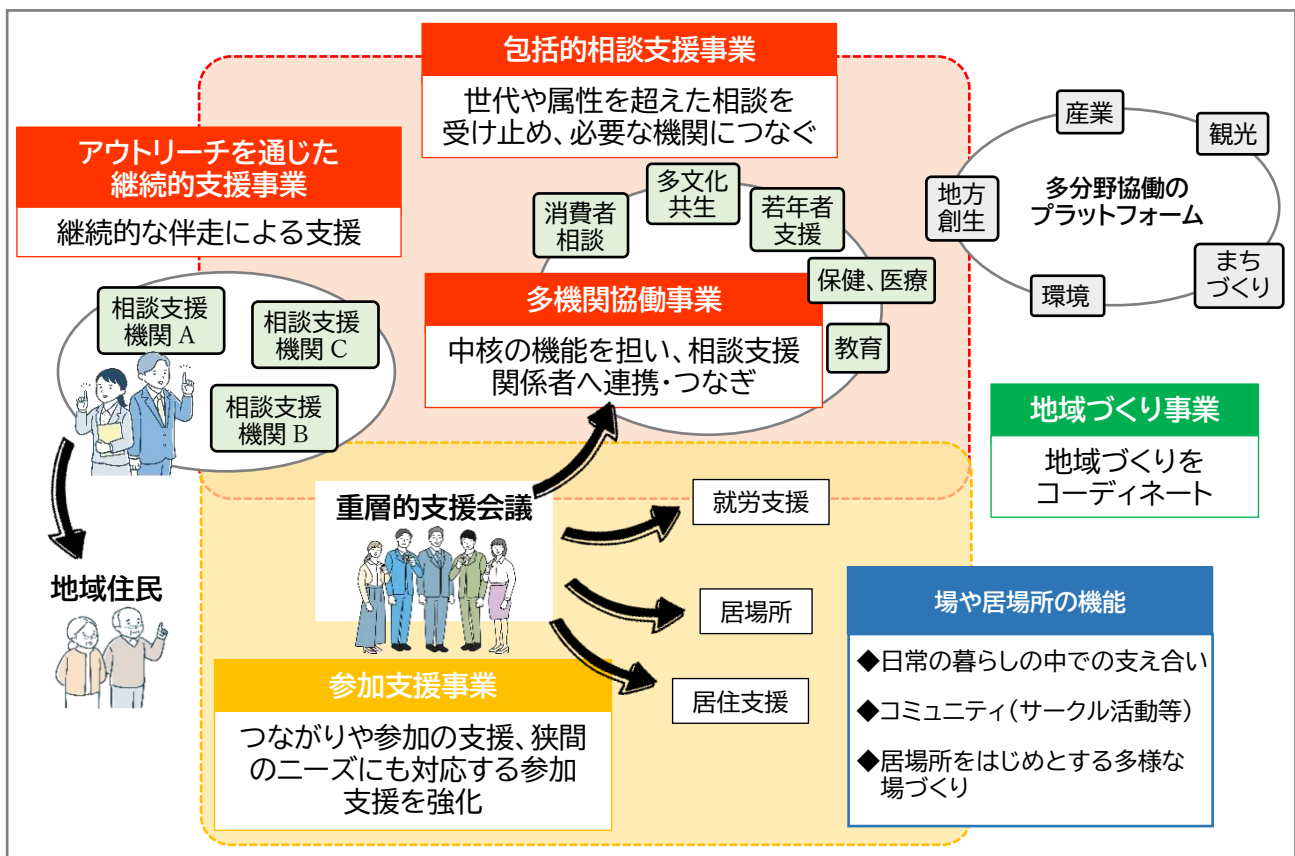 包括的相談支援事業
世代や属性を超えた相談を
受け止め、必要な機関につなぐ
アウトリーチを通じた
継続的支援事業
継続的な伴走による支援
相談支援
機関 A
相談支援
機関 C
相談支援
機関 B
地域住民
消費者
相談
多文化
共生
若年者
支援
保健、医療
教育
多機関協働事業
中核の機能を担い、相談支援
関係者へ連携・つなぎ
産業
観光
地方
創生
多分野協働の
プラットフォーム
環境
まち
づくり
地域づくり事業
地域づくりを
コーディネート
重層的支援会議
就労支援
居場所
居住支援
参加支援事業
つながりや参加の支援、狭間
のニーズにも対応する参加
支援を強化
場や居場所の機能
◆日常の暮らしの中での支え合い
◆コミュニティ(サークル活動等)
◆居場所をはじめとする多様な
場づくり